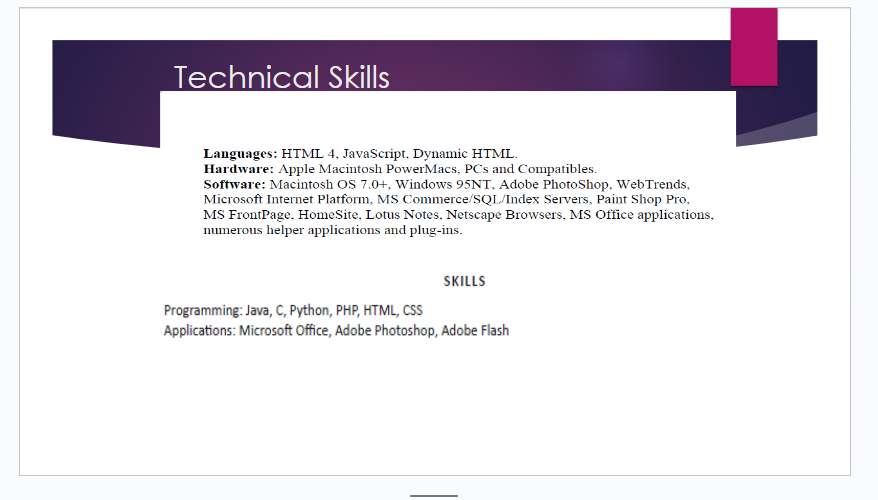 Technical Skills
Languages: HTML 4, JavaScript, Dynamic HTML.
Hardware: Apple Macintosh PowerMacs, PCs and Compatibles.
Software: Macintosh OS 7.0+, Windows 95NT, Adobe PhotoShop, WebTrends,
Microsoft Internet Platform, MS Commerce/SQL/Index Servers, Paint Shop Pro,
MS FrontPage, HomeSite, Lotus Notes, Netscape Browsers, MS Office applications,
numerous helper applications and plug-ins.
SKILLS
Programming: Java, C, Python, PHP, HTML, CSS
Applications: Microsoft Office, Adobe Photoshop, Adobe Flash